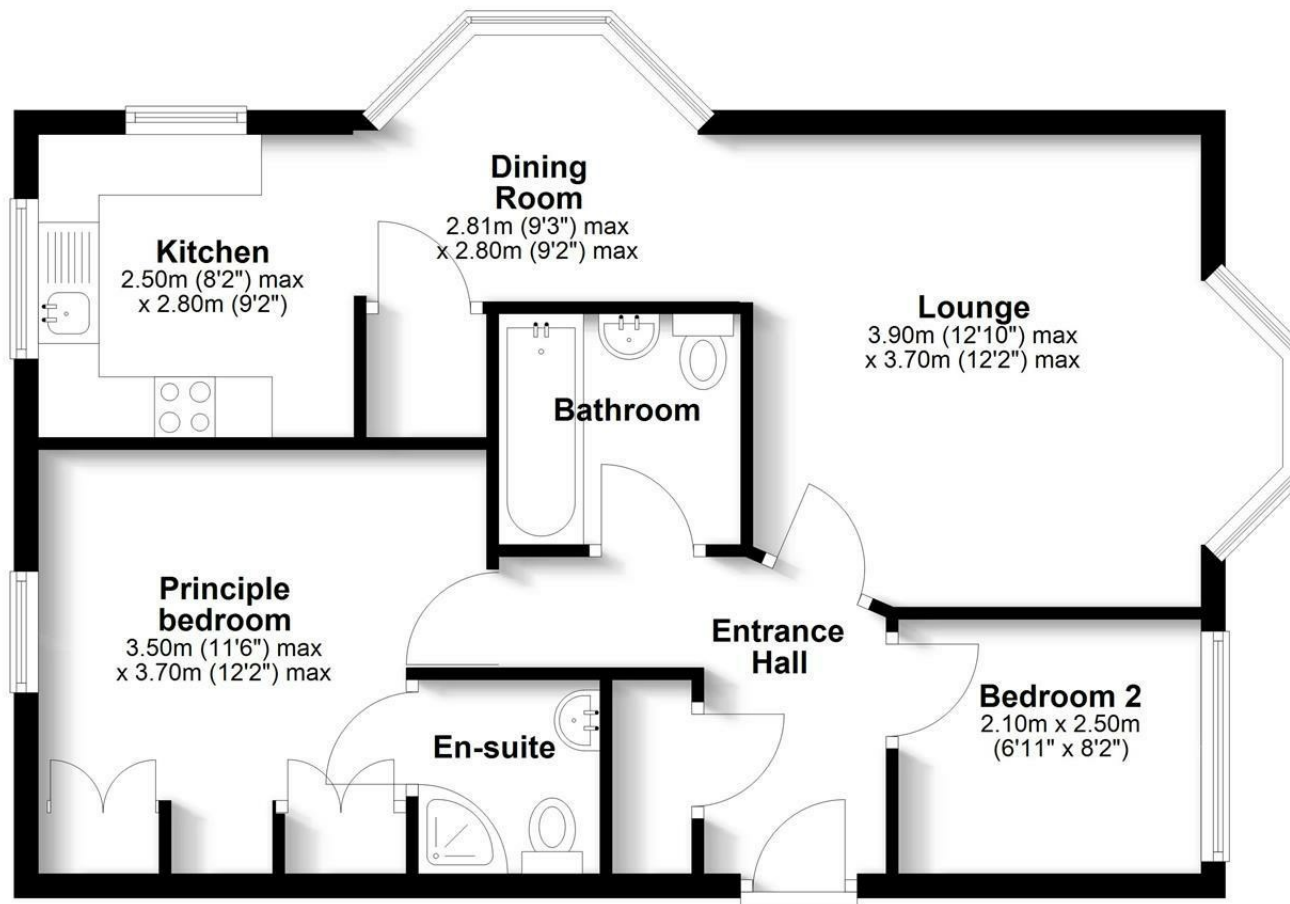 Dining
Room
2.81m (9'3") max
x 2.80m (9'2") max
Kitchen
2.50m (8'2") max
x 2.80m (9'2")
Lounge
3.90m (12'10") max
x 3.70m (12'2") max
Bathroom
Principle
bedroom
3.50m (11'6") max
x 3.70m (12'2") max
Entrance
Hall
Bedroom 2
2.10m x 2.50m
(6'11" x 8'2")
En-suite